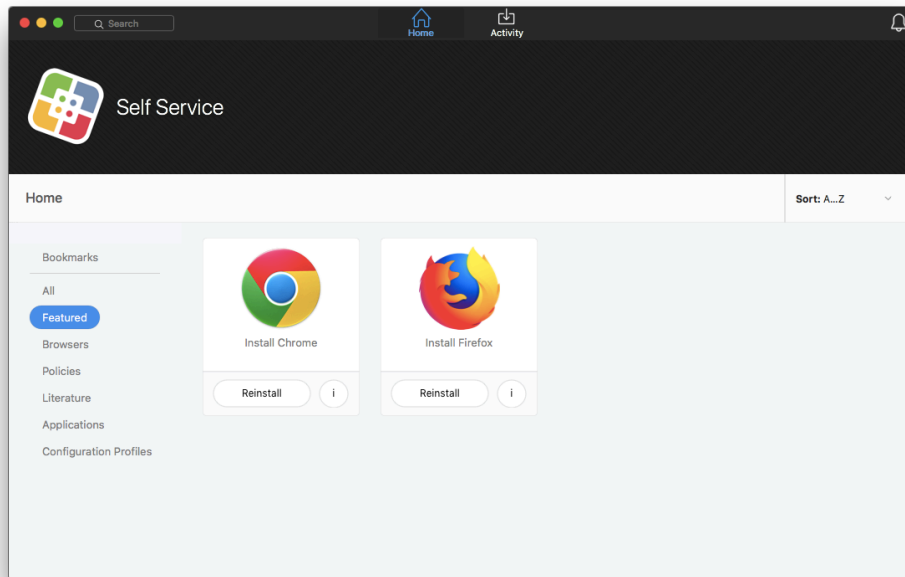 Search
Home
Activity
Self Service
Home
Sort: A...Z
Bookmarks
All
Featured
Browsers
Policies
Literature
Applications
Configuration Profiles
Install Chrome
Install Firefox
Reinstall
i
Reinstall
i